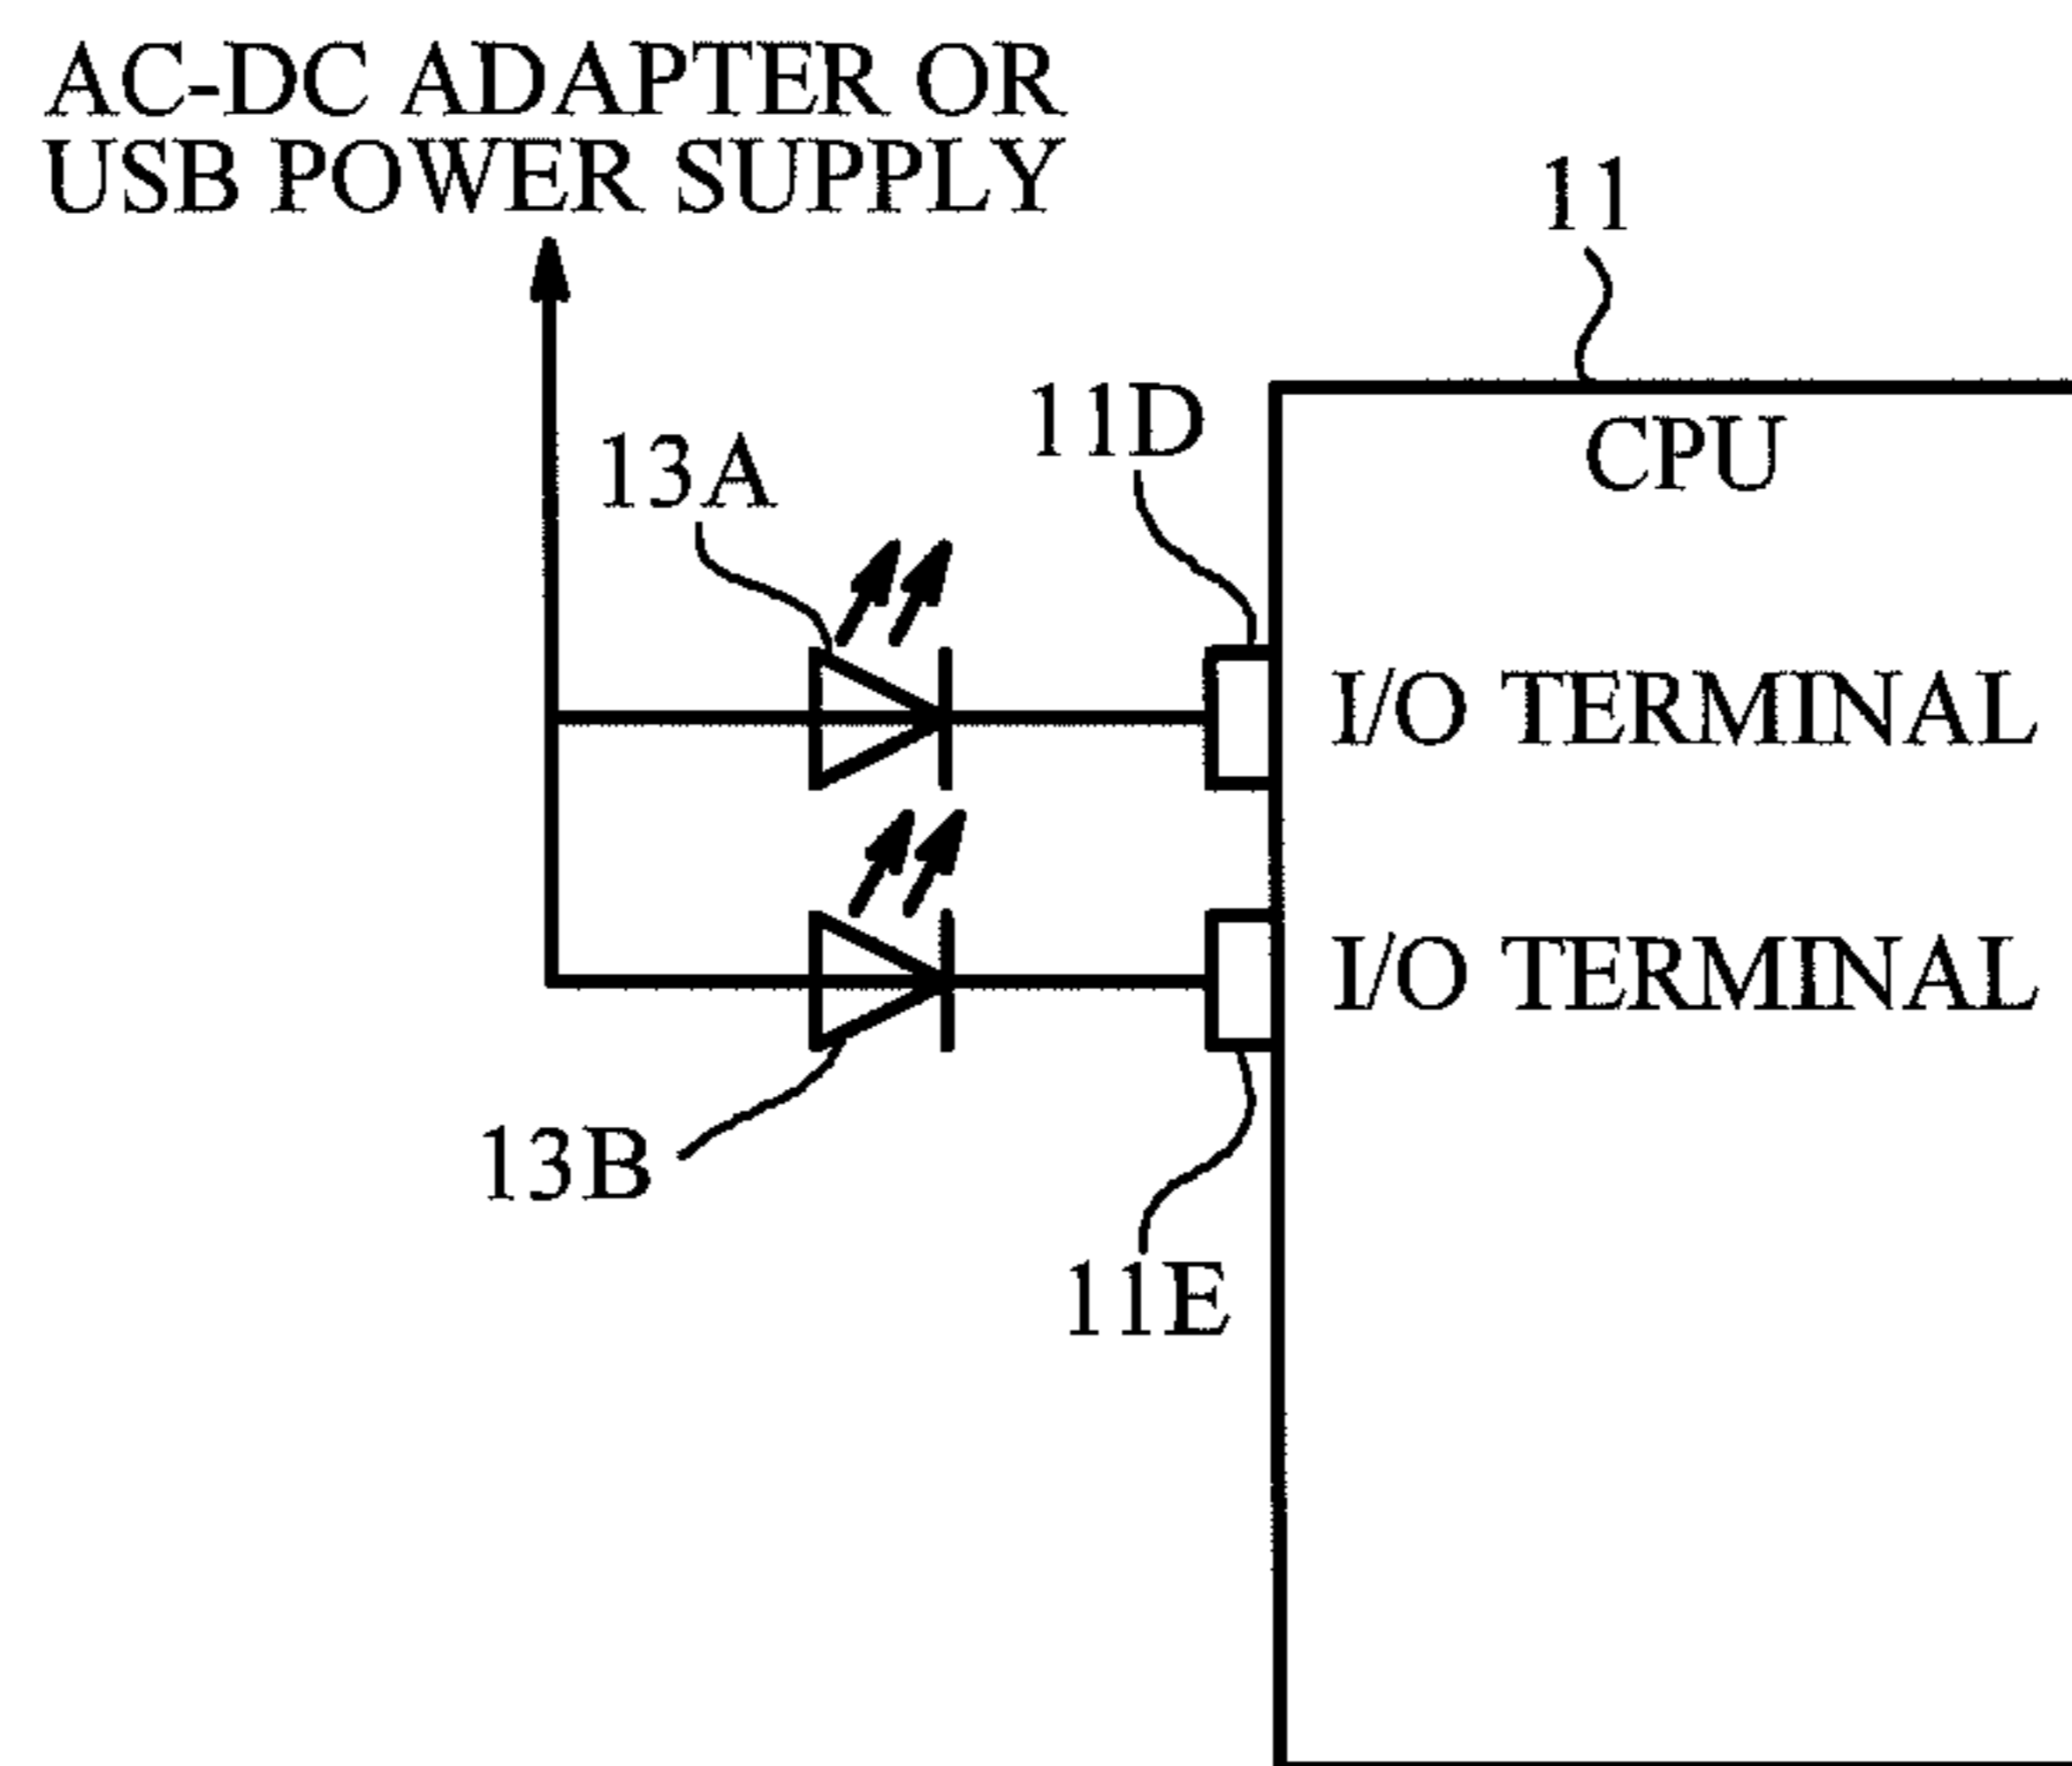 AC-DC ADAPTER OR
USB POWER SUPPLY
11
11D
CPU
13A
I/O TERMINAL
I/O TERMINAL
13B
11E